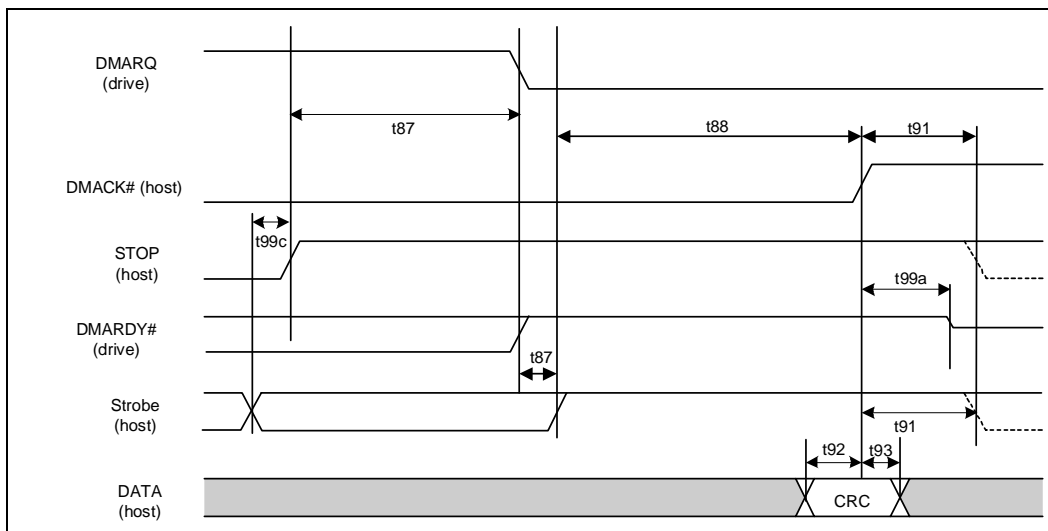 DMARQ
(drive)
t87
t88
t91
DMACK# (host)
t99c
STOP
(host)
t99a
DMARDY#
(drive)
t87
Strobe
(host)
t91
t92
t93
DATA
(host)
CRC